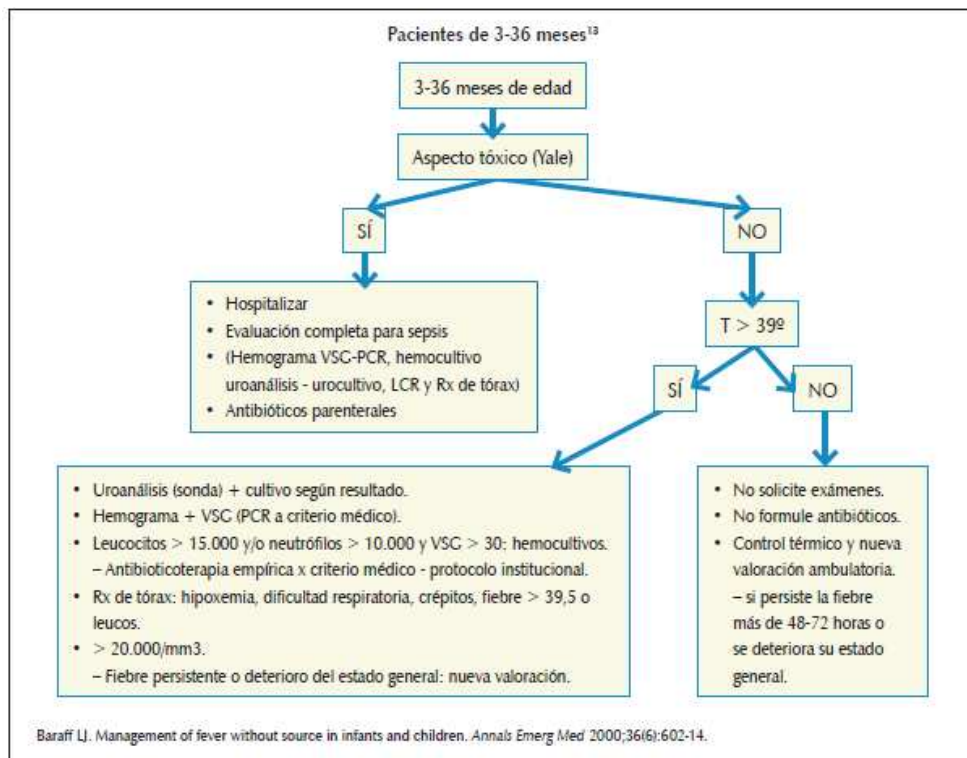 Pacientes de 3-36 meses¹³
3-36 meses de edad
Aspecto tóxico (Yale)
SÍ
NO
• Hospitalizar
• Evaluación completa para sepsis
• (Hemograma VSG-PCR, hemocultivo
uroanálisis - urocultivo, LCR y Rx de tórax)
• Antibióticos parenterales
T > 39º
SÍ
NO
• Uroanálisis (sonda) + cultivo según resultado.
• Hemograma + VSG (PCR a criterio médico).
• Leucocitos > 15.000 y/o neutrófilos > 10.000 y VSG > 30: hemocultivos.
– Antibioticoterapia empírica x criterio médico - protocolo institucional.
• Rx de tórax: hipoxemia, dificultad respiratoria, crépitos, fiebre > 39,5 o
leucos.
• > 20.000/mm3.
– Fiebre persistente o deterioro del estado general: nueva valoración.
• No solicite exámenes.
• No formule antibióticos.
• Control térmico y nueva
valoración ambulatoria.
– si persiste la fiebre
más de 48-72 horas o
se deteriora su estado
general.
Baraff LJ. Management of fever without source in infants and children. Annals Emerg Med 2000;36(6):602-14.